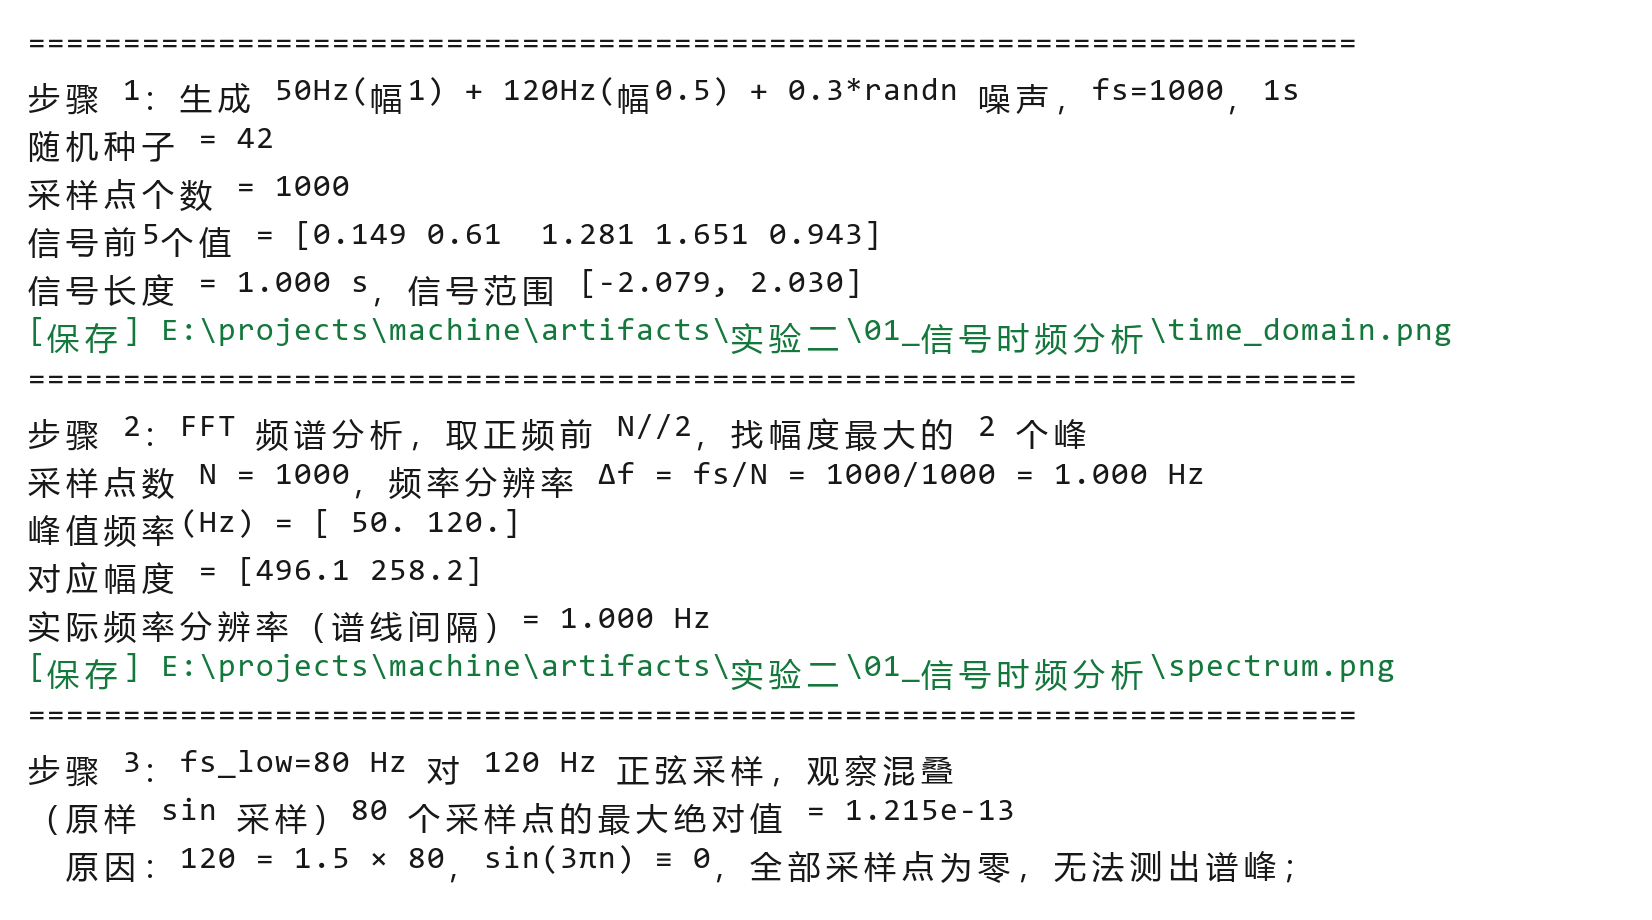 ======================================================================
步骤 1: 生成 50Hz(幅1) + 120Hz(幅0.5) + 0.3*randn 噪声, fs=1000, 1s
随机种子 = 42
采样点个数 = 1000
信号前5个值 = [0.149 0.61  1.281 1.651 0.943]
信号长度 = 1.000 s, 信号范围 [-2.079, 2.030]
[保存] E:\projects\machine\artifacts\实验二\01_信号时频分析\time_domain.png
======================================================================
步骤 2: FFT 频谱分析, 取正频前 N//2, 找幅度最大的 2 个峰
采样点数 N = 1000, 频率分辨率 Δf = fs/N = 1000/1000 = 1.000 Hz
峰值频率(Hz) = [ 50. 120.]
对应幅度 = [496.1 258.2]
实际频率分辨率（谱线间隔）= 1.000 Hz
[保存] E:\projects\machine\artifacts\实验二\01_信号时频分析\spectrum.png
======================================================================
步骤 3: fs_low=80 Hz 对 120 Hz 正弦采样, 观察混叠
（原样 sin 采样）80 个采样点的最大绝对值 = 1.215e-13
  原因: 120 = 1.5 × 80, sin(3πn) ≡ 0, 全部采样点为零, 无法测出谱峰;